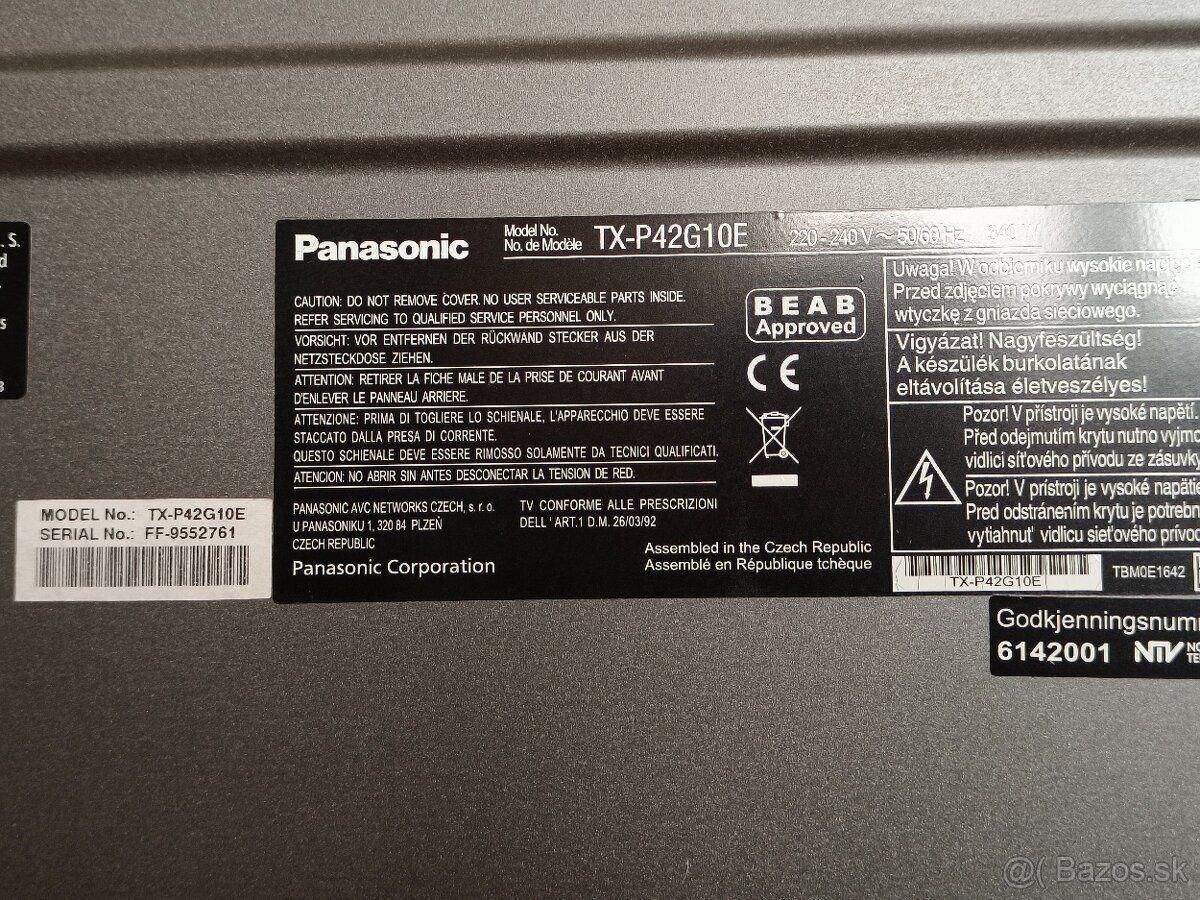 . S.
d
s
3
MODEL No.: TX-P42G10E
SERIAL No.: FF-9552761
Panasonic
Model No.
No. de Modèle
TX-P42G10E
220-240V~50/60Hz
CAUTION: DO NOT REMOVE COVER. NO USER SERVICEABLE PARTS INSIDE.
REFER SERVICING TO QUALIFIED SERVICE PERSONNEL ONLY.
VORSICHT: VOR ENTFERNEN DER RÜCKWAND STECKER AUS DER
NETZSTECKDOSE ZIEHEN.
ATTENTION: RETIRER LA FICHE MALE DE LA PRISE DE COURANT AVANT
D'ENLEVER LE PANNEAU ARRIERE.
ATTENZIONE: PRIMA DI TOGLIERE LO SCHIENALE, L'APPARECCHIO DEVE ESSERE
STACCATO DALLA PRESA DI CORRENTE.
QUESTO SCHIENALE DEVE ESSERE RIMOSSO SOLAMENTE DA TECNICI QUALIFICATI.
ATENCION: NO ABRIR SIN ANTES DESCONECTAR LA TENSION DE RED.
PANASONIC AVC NETWORKS CZECH, s. r. o.
U PANASONIKU 1, 320 84 PLZEŇ
CZECH REPUBLIC
Panasonic Corporation
TV CONFORME ALLE PRESCRIZIONI
DELL' ART.1 D.M. 26/03/92
Assembled in the Czech Republic
Assemblé en République tchèque
BEAB
Approved
CE
Uwaga! W odbiorniku wysokie napię
Przed zdjęciem pokrywy wyciągnąć
wtyczkę z gniazda sieciowego.
Vigyázat! Nagyfeszültség!
A készülék burkolatának
eltávolítása életveszélyes!
Pozor! V přístroji je vysoké napětí.
Před odejmutím krytu nutno vyjmo
vidlici síťového přívodu ze zásuvky
Pozor! V prístroji je vysoké napätie
Pred odstránením krytu je potrebn
vytiahnuť vidlicu sieťového prívod
TX-P42G10E
TBM0E1642
Godkjenningsnumm
6142001 NTV NO
TE
@( Bazos.sk